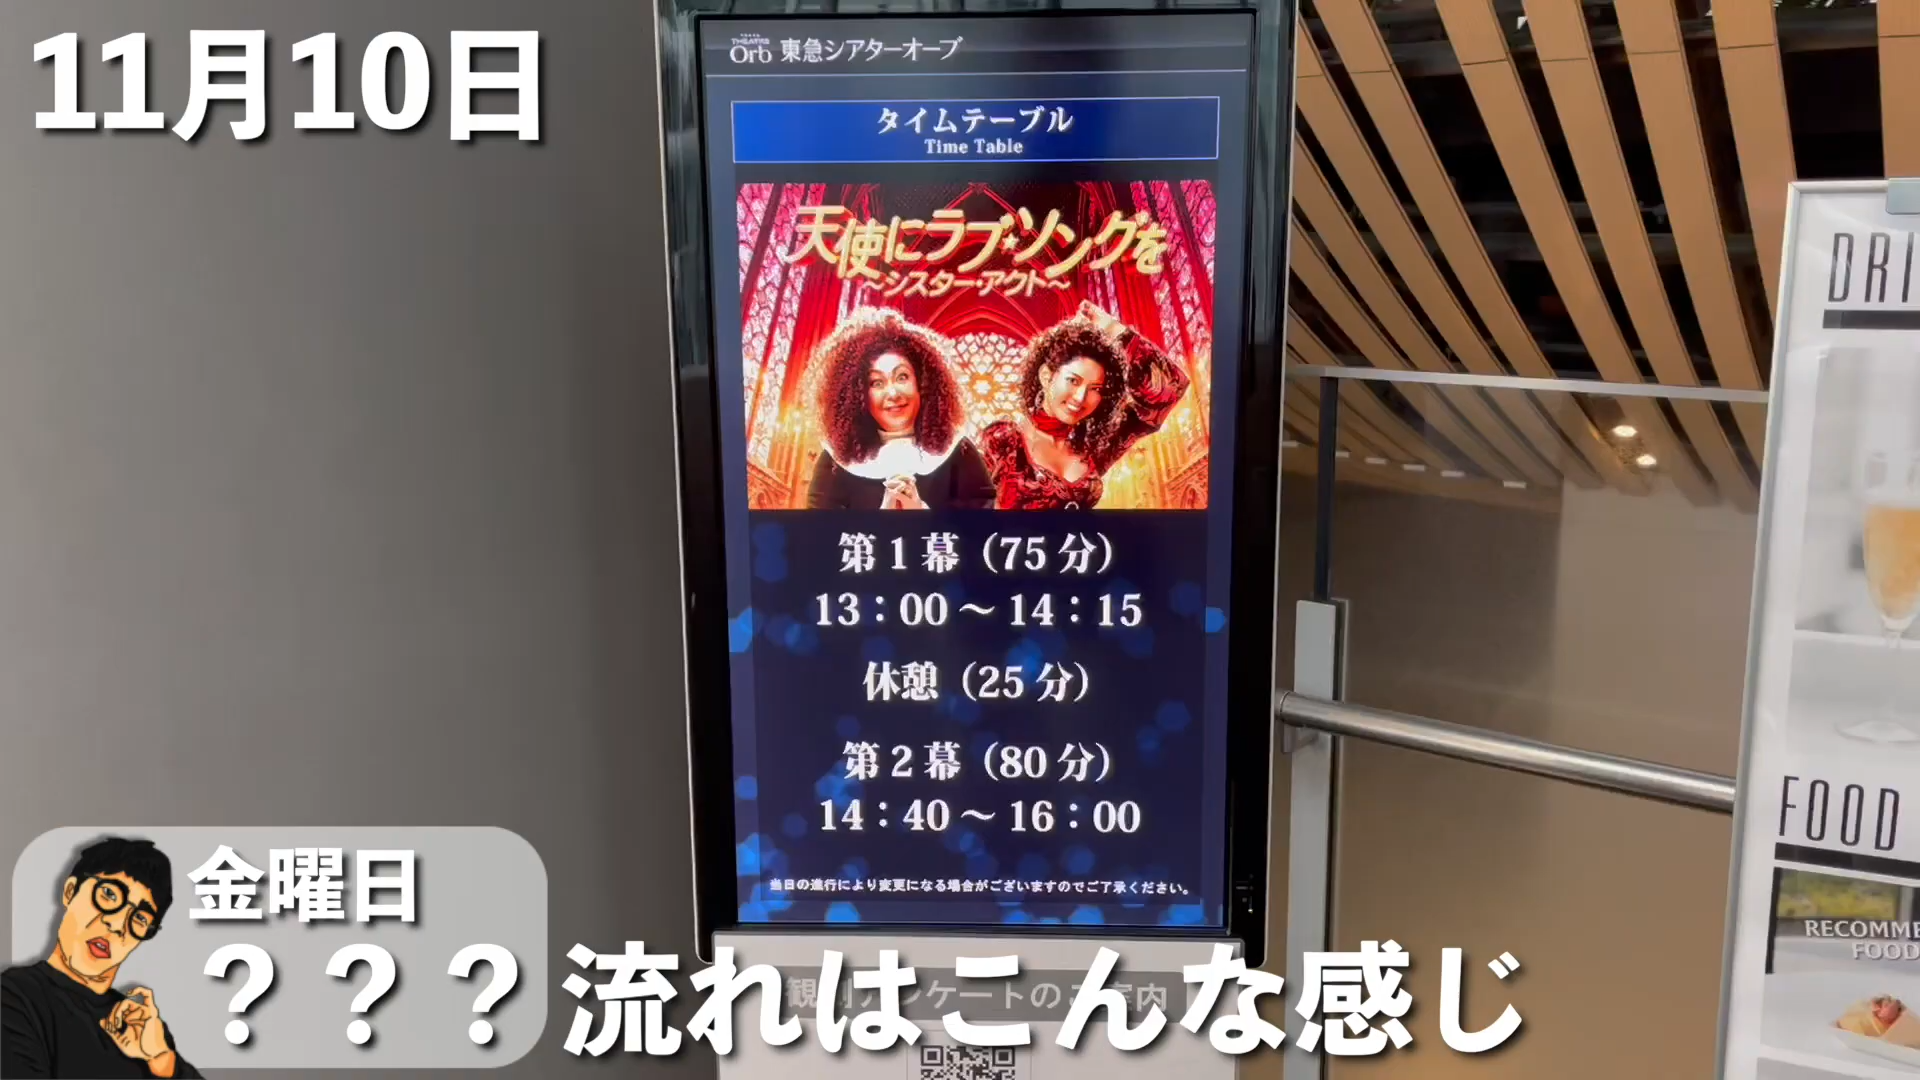 11月10日
THEATRE
Orb 東急シアターオーブ
タイムテーブル
Time Table
天使にラブ★ソングを
～シスター・アクト～
第1幕（75分）
13：00～14：15
休憩（25分）
第2幕（80分）
14：40～16：00
当日の進行により変更になる場合がございますのでご了承ください。
金曜日
？？？
流れはこんな感じ
FOOD